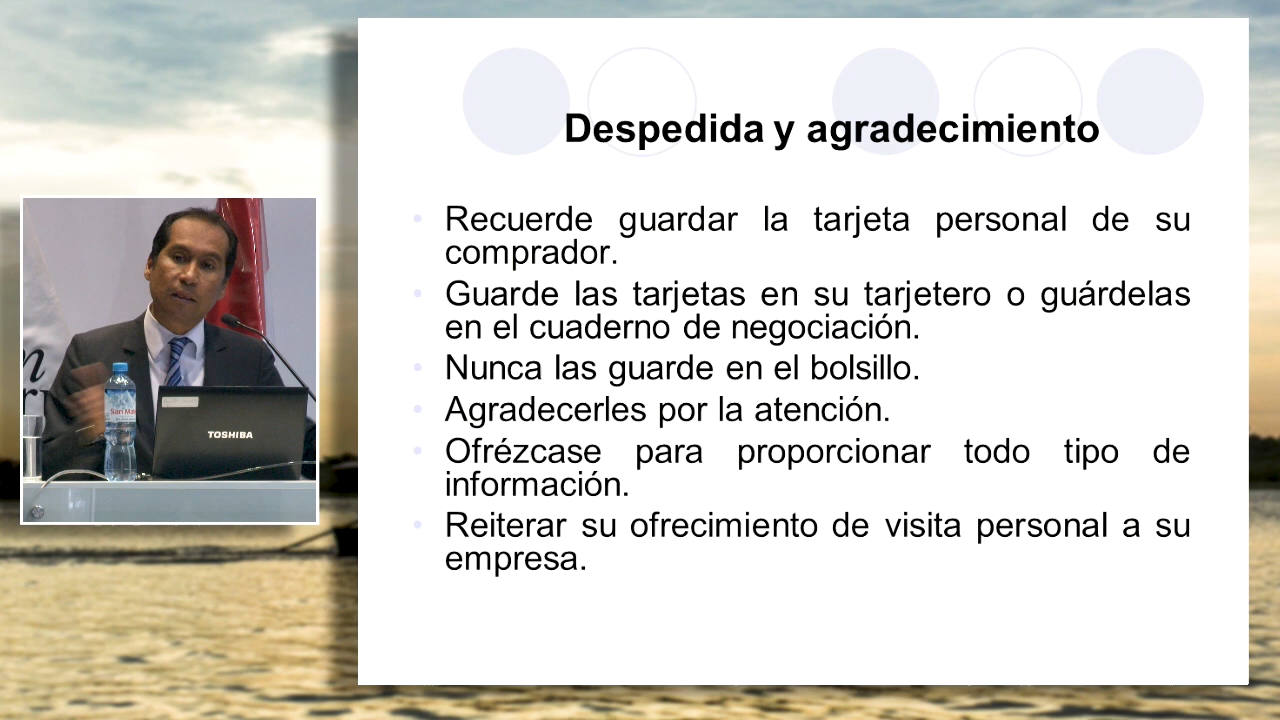 Despedida y agradecimiento
Recuerde guardar la tarjeta personal de su
comprador.
Guarde las tarjetas en su tarjetero o guárdelas
en el cuaderno de negociación.
Nunca las guarde en el bolsillo.
Agradecerles por la atención.
Ofrézcase para proporcionar todo tipo de
información.
Reiterar su ofrecimiento de visita personal a su
empresa.
TOSHIBA